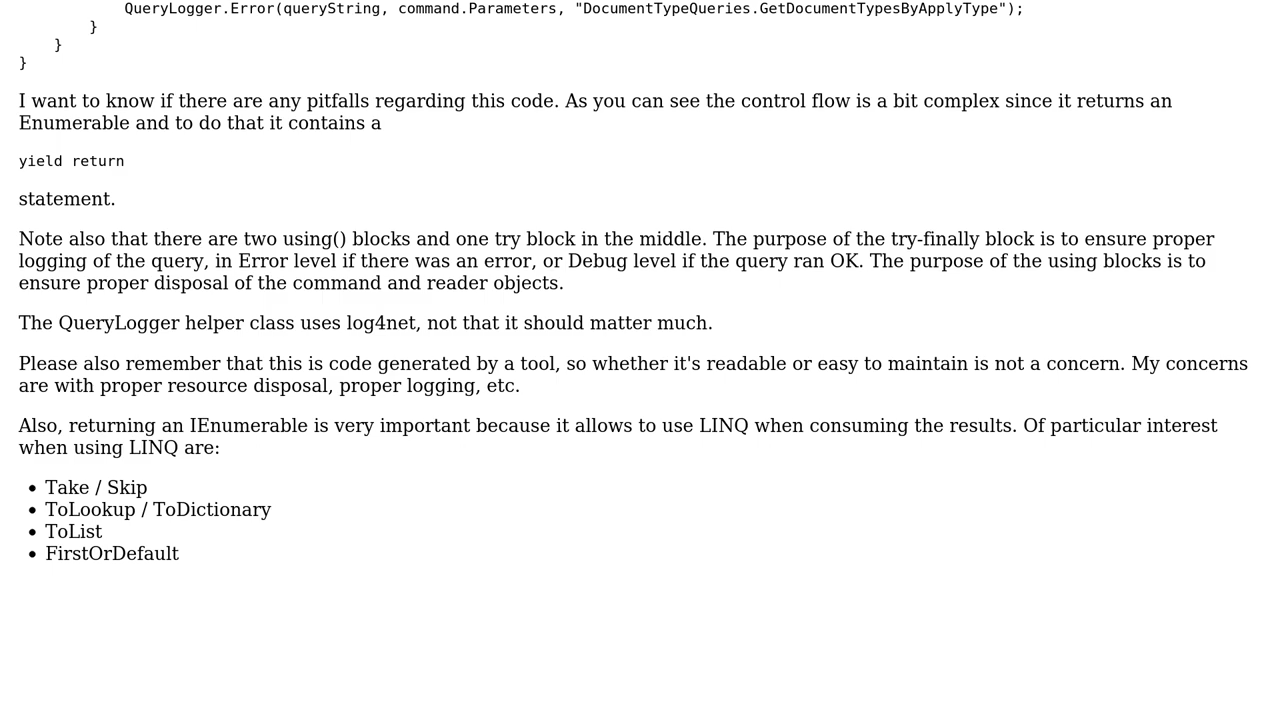 QueryLogger.Error(queryString, command.Parameters, "DocumentTypeQueries.GetDocumentTypesByApplyType");
}
}
}
I want to know if there are any pitfalls regarding this code. As you can see the control flow is a bit complex since it returns an
Enumerable and to do that it contains a
yield return
statement.
Note also that there are two using() blocks and one try block in the middle. The purpose of the try-finally block is to ensure proper
logging of the query, in Error level if there was an error, or Debug level if the query ran OK. The purpose of the using blocks is to
ensure proper disposal of the command and reader objects.
The QueryLogger helper class uses log4net, not that it should matter much.
Please also remember that this is code generated by a tool, so whether it's readable or easy to maintain is not a concern. My concerns
are with proper resource disposal, proper logging, etc.
Also, returning an IEnumerable is very important because it allows to use LINQ when consuming the results. Of particular interest
when using LINQ are:
• Take / Skip
• ToLookup / ToDictionary
• ToList
• FirstOrDefault